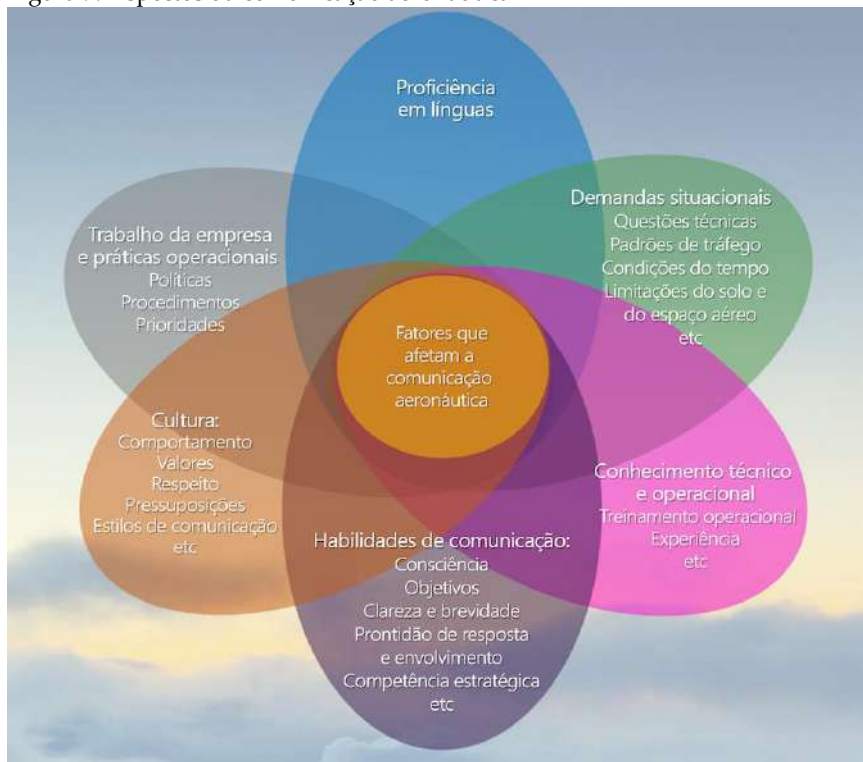 Proficiência
em línguas
Demandas situacionais
Questões técnicas
Padrões de tráfego
Condições do tempo
Limitações do solo e
do espaço aéreo
etc
Trabalho da empresa
e práticas operacionais
Políticas
Procedimentos
Prioridades
Fatores que
afetam a
comunicação
aeronáutica
Cultura:
Comportamento
Valores
Respeito
Pressuposições
Estilos de comunicação
etc
Conhecimento técnico
e operacional
Treinamento operacional
Experiência
etc
Habilidades de comunicação:
Consciência
Objetivos
Clareza e brevidade
Prontidão de resposta
e envolvimento
Competência estratégica
etc